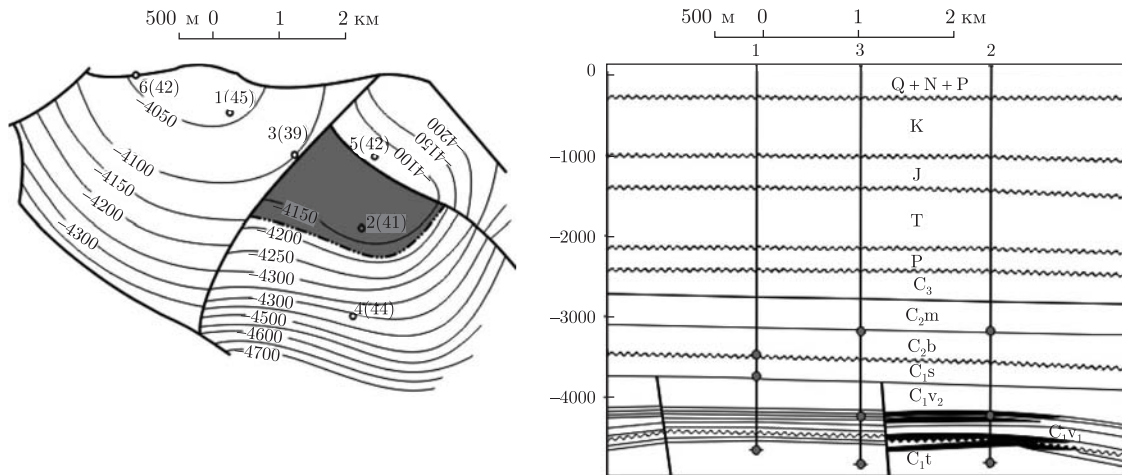 500 м 0 1 2 км
6(42)
1(45)
−4050
3(39)
5(42)
−4100
−4150
4200
−4100
−4150
−4200
−4300
−4150
2(41)
−4200
−4250
−4300
−4300
4(44)
−4500
−4600
−4700
500 м 0 1 2 км
1 3 2
0
Q + N + P
K
−1000
J
T
−2000
P
C₃
C₂m
−3000
C₂b
C₁s
C₁v₂
−4000
C₁v₁
C₁t